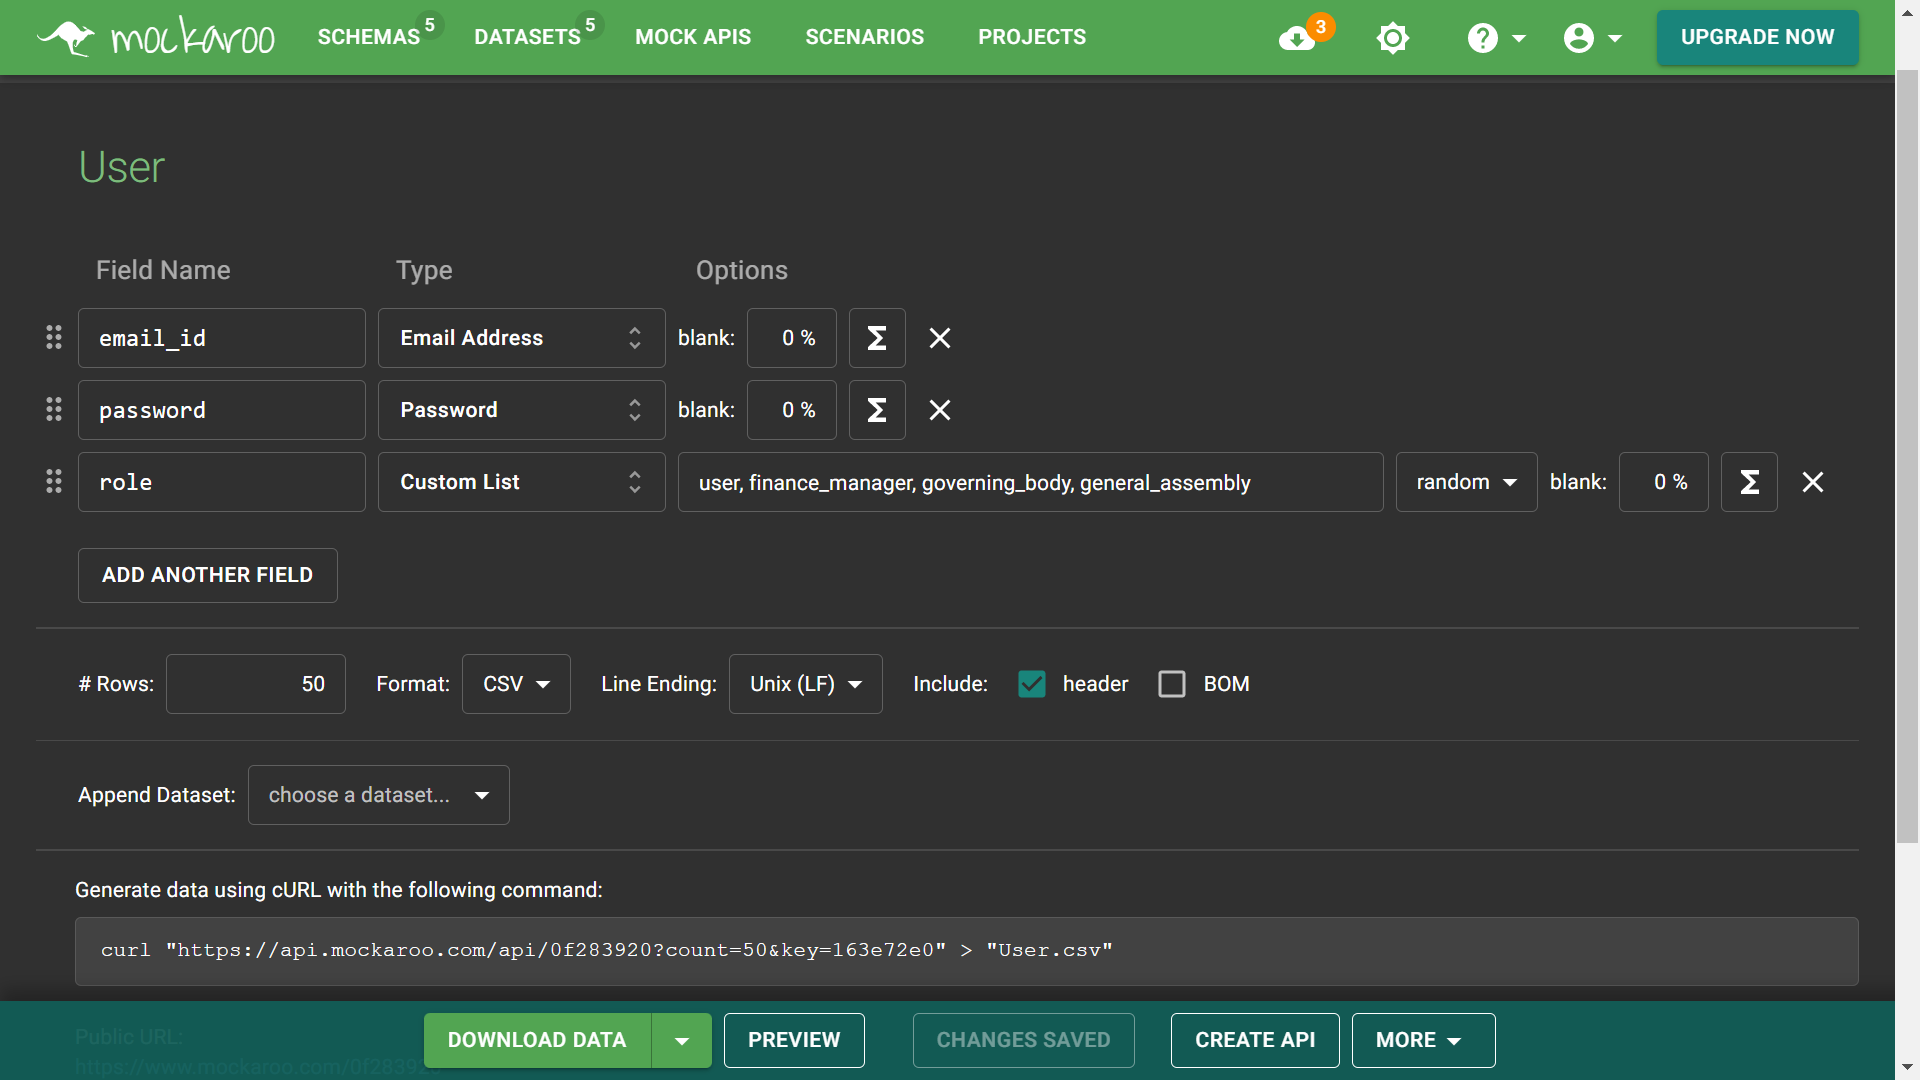 mockaroo SCHEMAS 5 DATASETS 5 MOCK APIS SCENARIOS PROJECTS 3 ? UPGRADE NOW
User
Field Name Type Options
email_id Email Address blank: 0 % Σ
password Password blank: 0 % Σ
role Custom List user, finance_manager, governing_body, general_assembly random blank: 0 % Σ
ADD ANOTHER FIELD
# Rows: 50 Format: CSV Line Ending: Unix (LF) Include: header BOM
Append Dataset: choose a dataset...
Generate data using cURL with the following command:
curl "https://api.mockaroo.com/api/0f283920?count=50&key=163e72e0" > "User.csv"
Public URL:
https://www.mockaroo.com/0f283920
DOWNLOAD DATA PREVIEW CHANGES SAVED CREATE API MORE